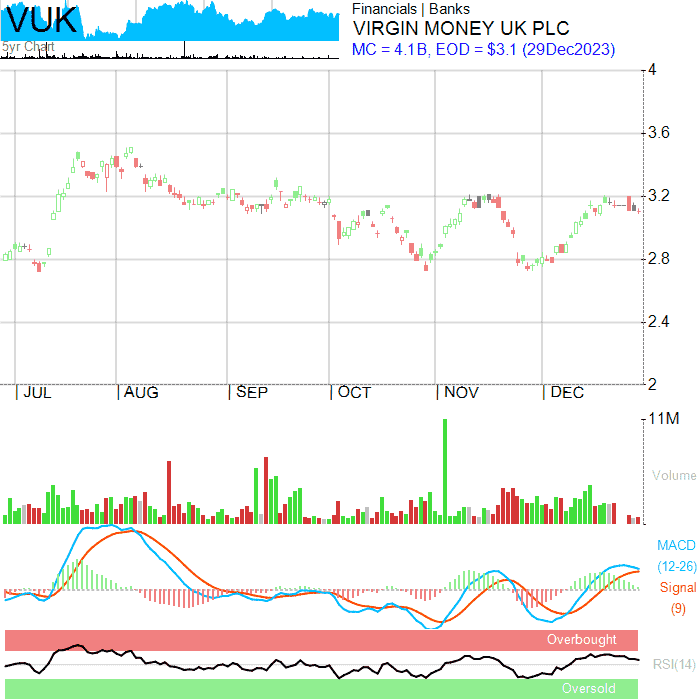 VUK
5yr Chart
Financials | Banks
VIRGIN MONEY UK PLC
MC = 4.1B, EOD = $3.1 (29Dec2023)
4
3.6
3.2
2.8
2.4
2
| JUL | AUG | SEP | OCT | NOV | DEC
11M
Volume
MACD
(12-26)
Signal
(9)
Overbought
RSI(14)
Oversold